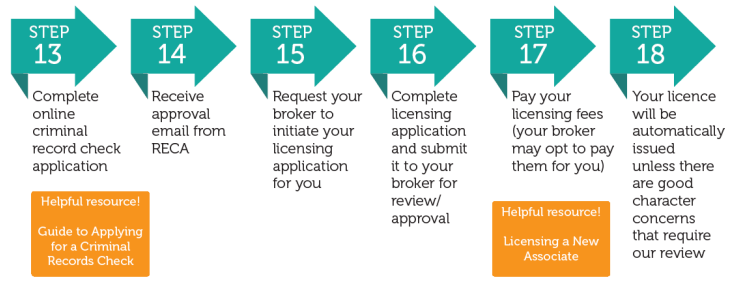 STEP
13
Complete
online
criminal
record check
application
Helpful resource!
Guide to Applying
for a Criminal
Records Check
STEP
14
Receive
approval
email from
RECA
STEP
15
Request your
broker to
initiate your
licensing
application
for you
STEP
16
Complete
licensing
application
and submit
it to your
broker for
review/
approval
STEP
17
Pay your
licensing fees
(your broker
may opt to pay
them for you)
Helpful resource!
Licensing a New
Associate
STEP
18
Your licence
will be
automatically
issued
unless there
are good
character
concerns
that require
our review